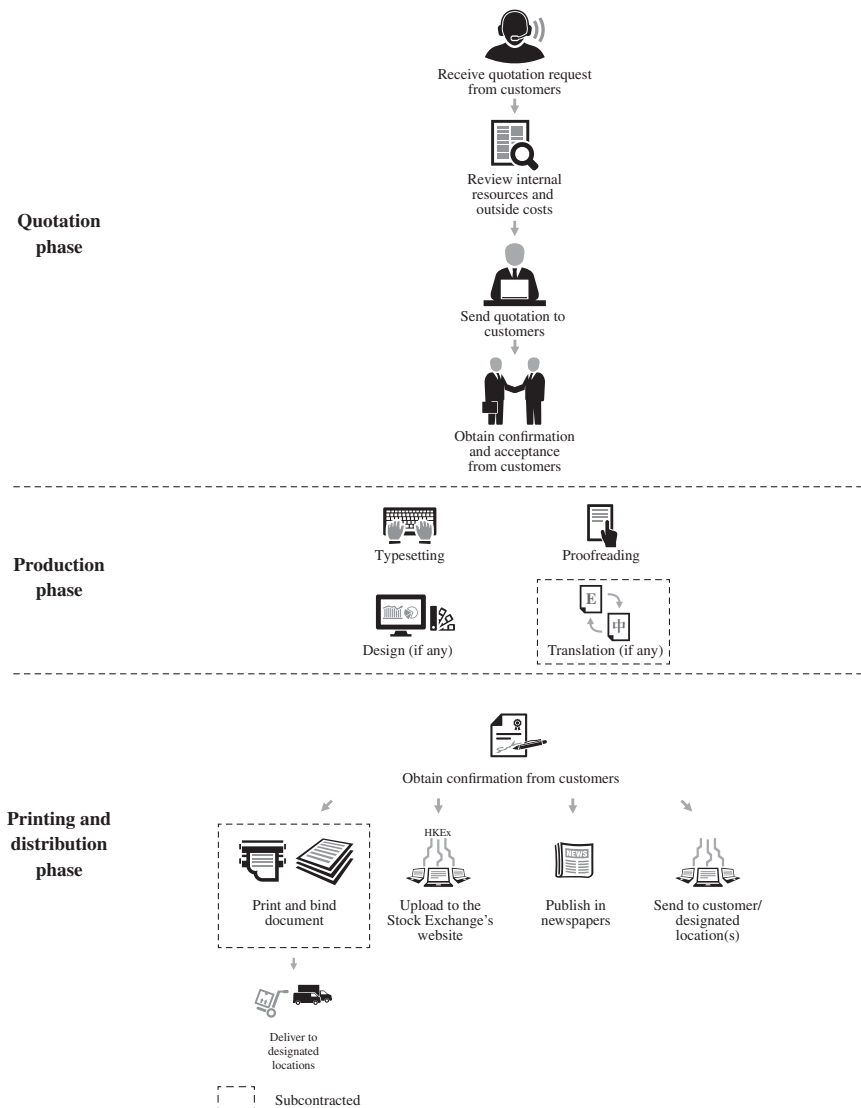 Receive quotation request
from customers
Review internal
resources and
outside costs
Quotation
phase
Send quotation to
customers
Obtain confirmation
and acceptance
from customers
Production
phase
Typesetting
Proofreading
E
中
Design (if any)
Translation (if any)
Printing and
distribution
phase
Obtain confirmation from customers
HKEx
NEWS
Print and bind
document
Upload to the
Stock Exchange's
website
Publish in
newspapers
Send to customer/
designated
location(s)
Deliver to
designated
locations
Subcontracted